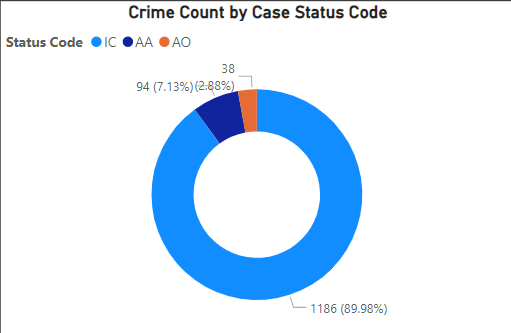 Crime Count by Case Status Code
Status Code IC AA AO
38
(2.88%)
94 (7.13%)
1186 (89.98%)